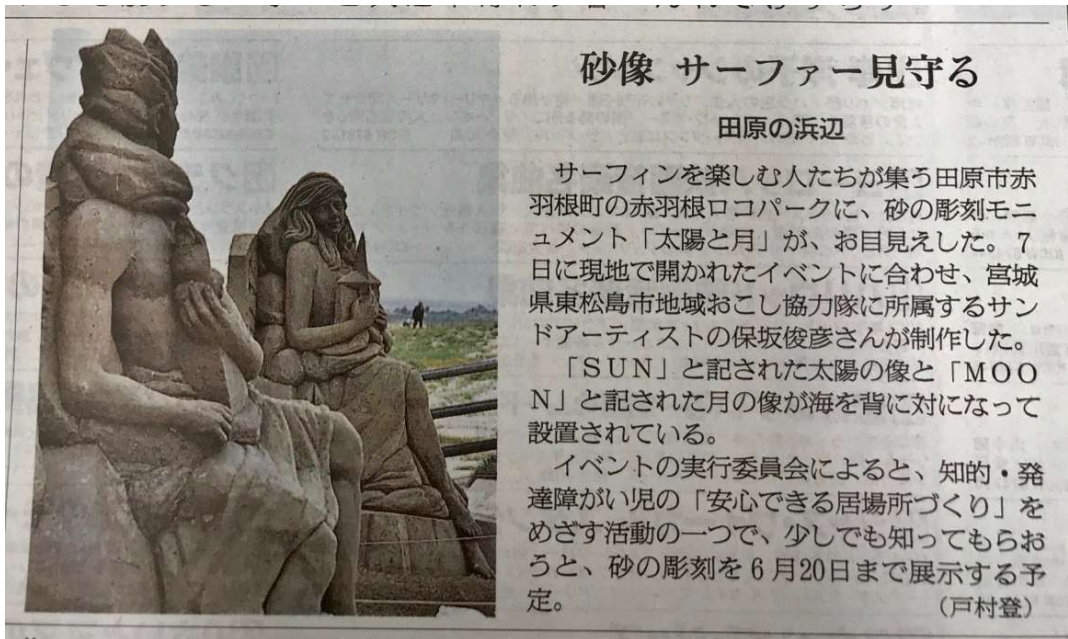 砂像 サーファー見守る
田原の浜辺
サーフィンを楽しむ人たちが集う田原市赤
羽根町の赤羽根ロコパークに、砂の彫刻モニ
ュメント「太陽と月」が、お目見えした。7
日に現地で開かれたイベントに合わせ、宮城
県東松島市地域おこし協力隊に所属するサン
ドアーティストの保坂俊彦さんが制作した。
「SUN」と記された太陽の像と「MOO
N」と記された月の像が海を背に対になって
設置されている。
イベントの実行委員会によると、知的・発
達障がい児の「安心できる居場所づくり」を
めざす活動の一つで、少しでも知ってもらお
うと、砂の彫刻を6月20日まで展示する予
定。 (戸村登)